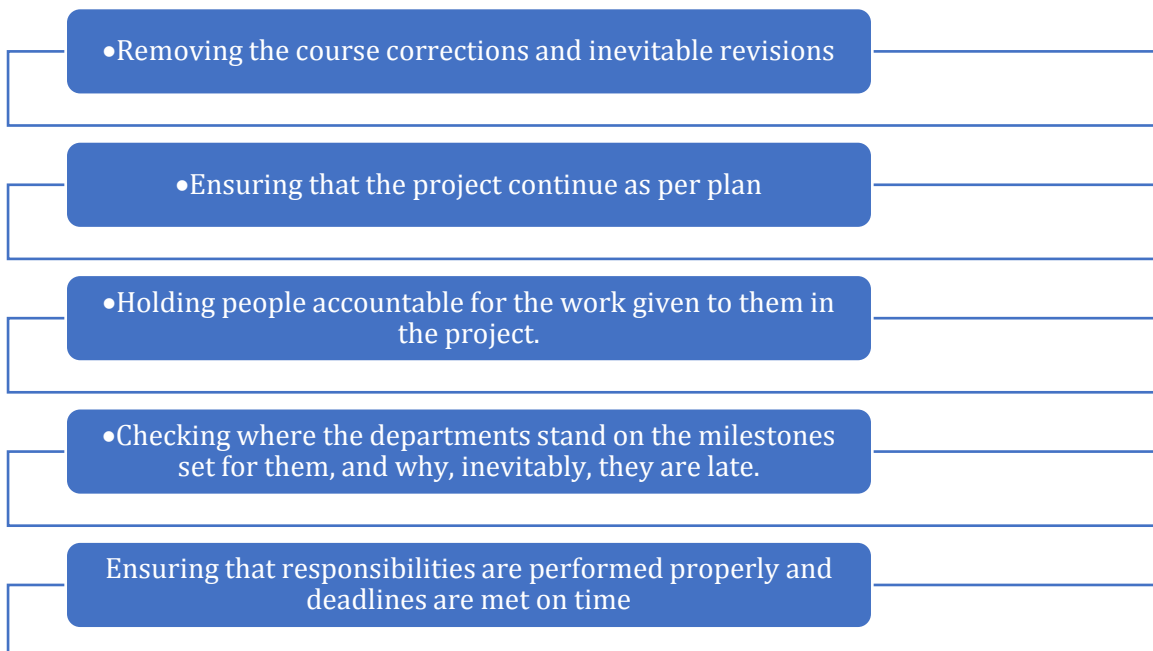 •Removing the course corrections and inevitable revisions
•Ensuring that the project continue as per plan
•Holding people accountable for the work given to them in
the project.
•Checking where the departments stand on the milestones
set for them, and why, inevitably, they are late.
Ensuring that responsibilities are performed properly and
deadlines are met on time